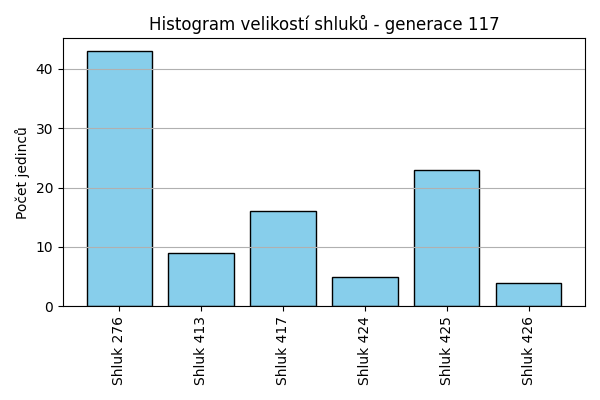 Histogram velikostí shluků - generace 117
Počet jedinců
40
30
20
10
0
Shluk 276
Shluk 413
Shluk 417
Shluk 424
Shluk 425
Shluk 426